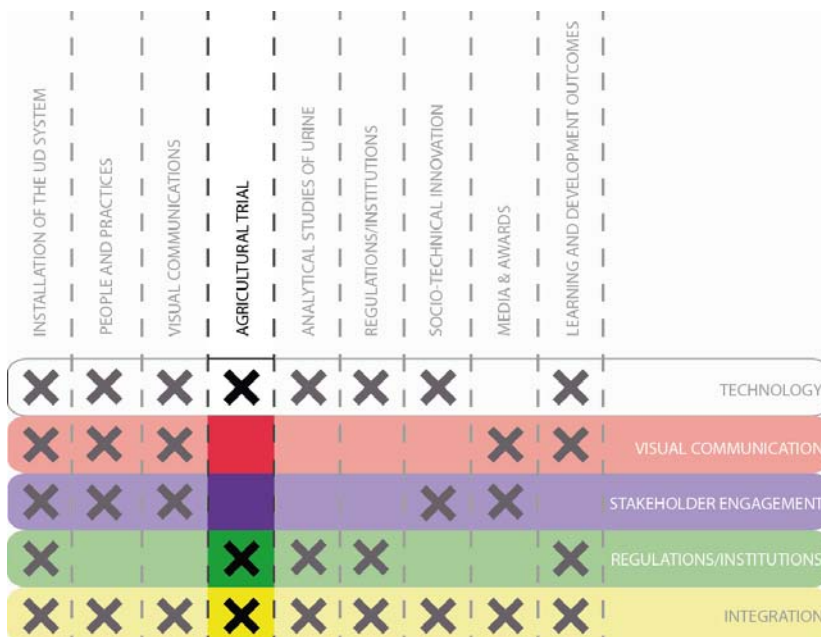 INSTALLATION OF THE UD SYSTEM
PEOPLE AND PRACTICES
VISUAL COMMUNICATIONS
AGRICULTURAL TRIAL
ANALYTICAL STUDIES OF URINE
REGULATIONS/INSTITUTIONS
SOCIO-TECHNICAL INNOVATION
MEDIA & AWARDS
LEARNING AND DEVELOPMENT OUTCOMES
TECHNOLOGY
VISUAL COMMUNICATION
STAKEHOLDER ENGAGEMENT
REGULATIONS/INSTITUTIONS
INTEGRATION